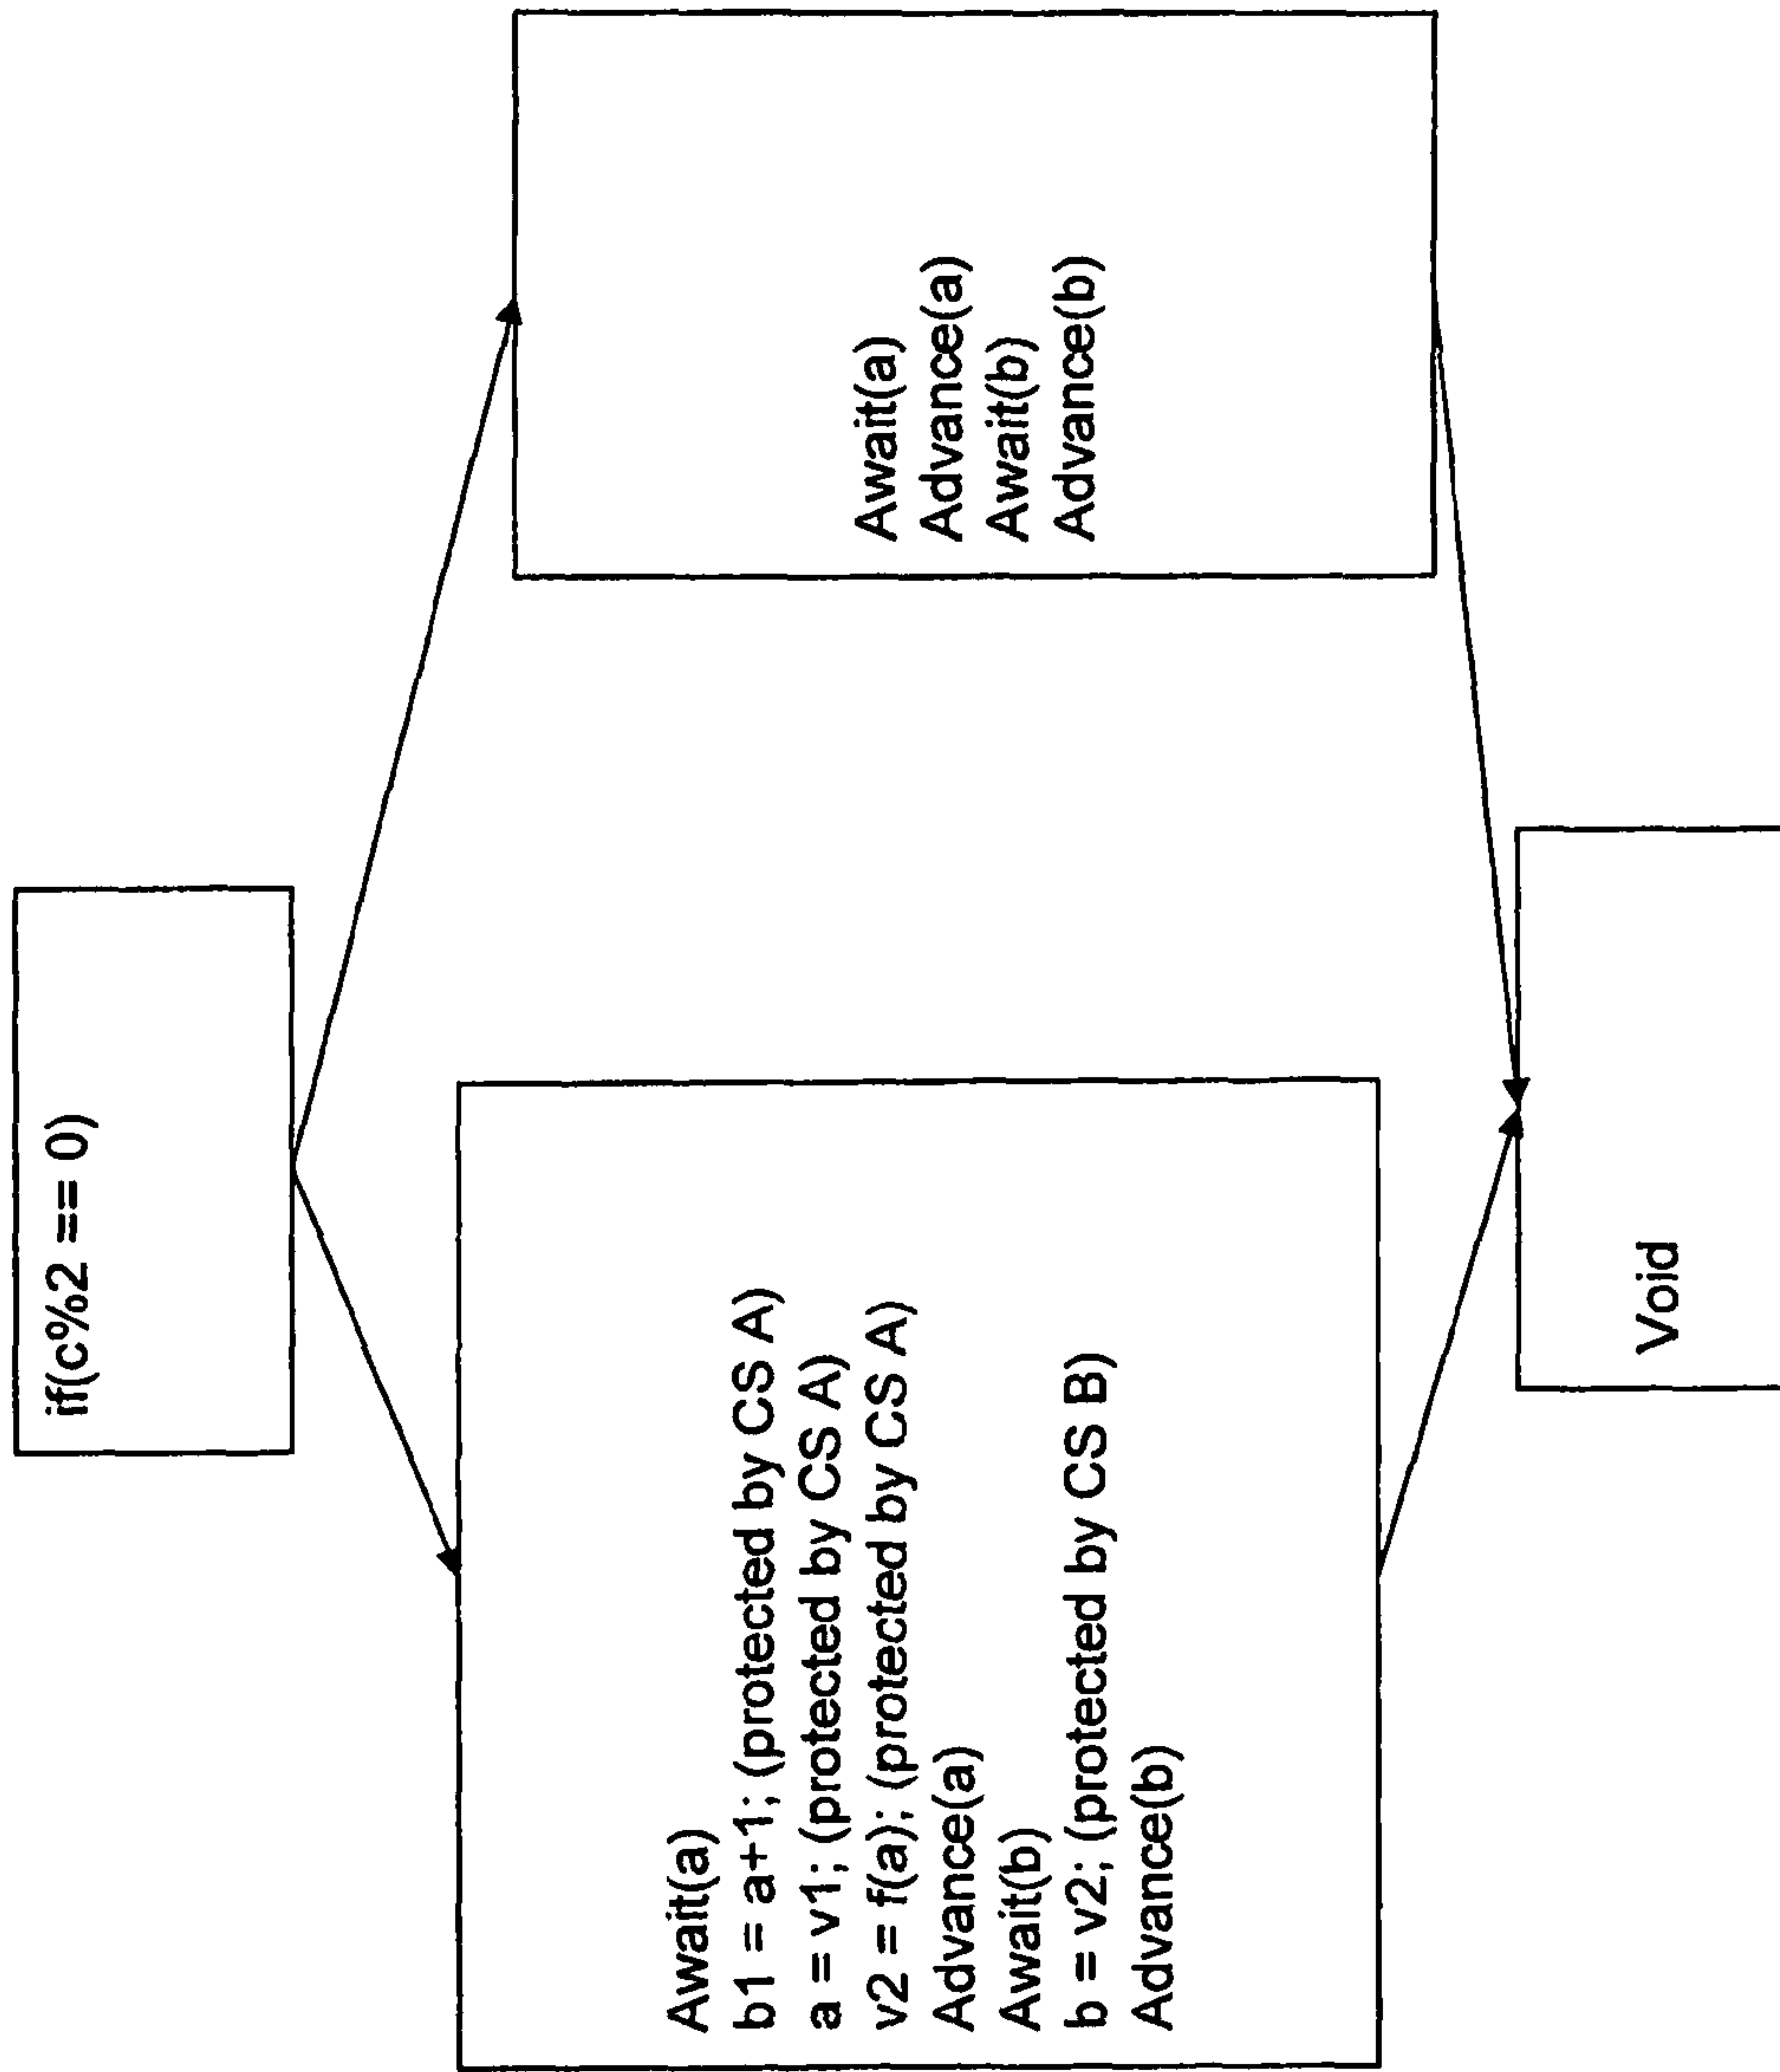 if(c%2 == 0)
Await(a)
b1 = a+1; (protected by CS A)
a = v1; (protected by CS A)
v2 = f(a); (protected by CS A)
Advance(a)
Await(b)
b = v2; (protected by CS B)
Advance(b)
Await(a)
Advance(a)
Await(b)
Advance(b)
Void